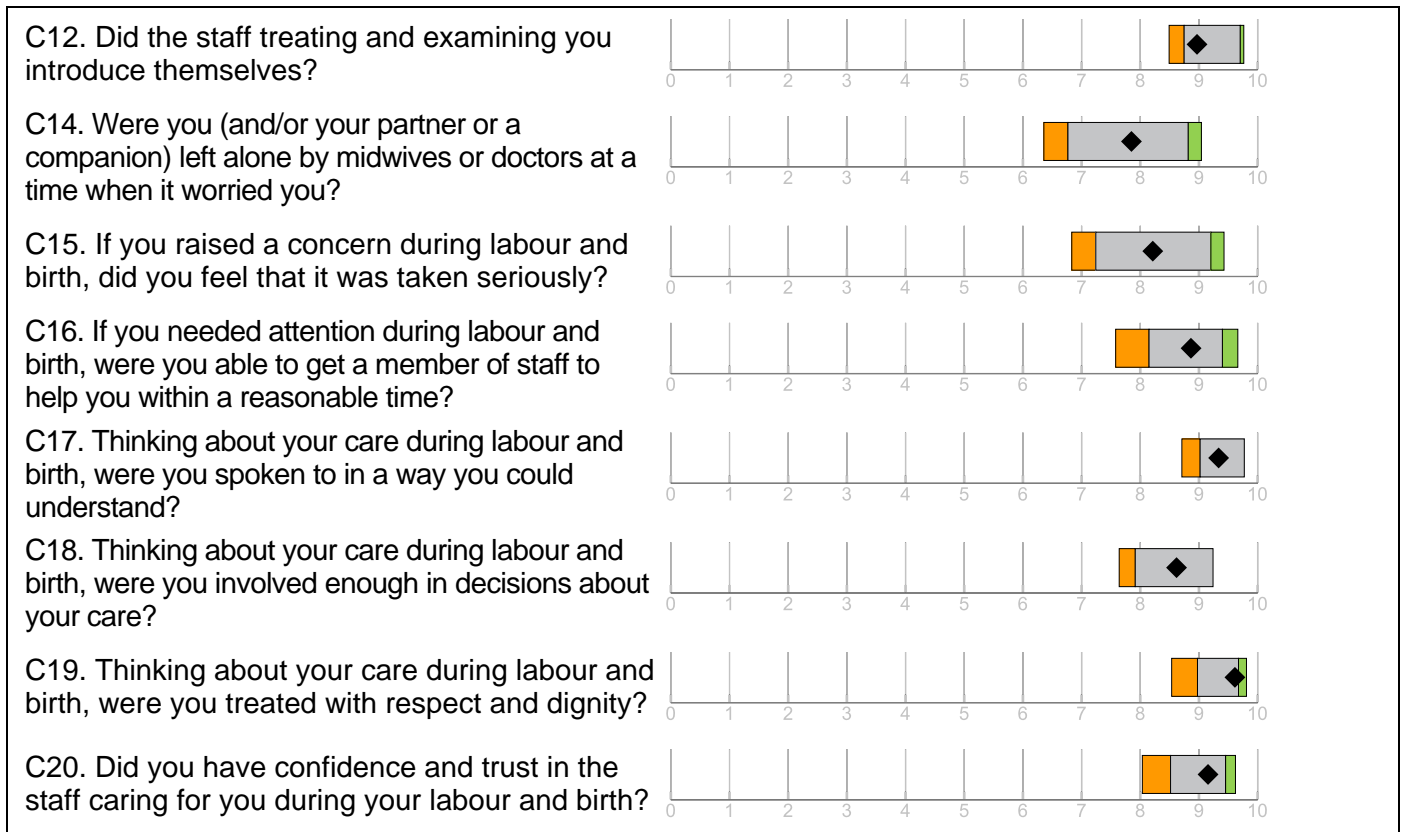 C12. Did the staff treating and examining you
introduce themselves?
0 1 2 3 4 5 6 7 8 9 10
C14. Were you (and/or your partner or a
companion) left alone by midwives or doctors at a
time when it worried you?
0 1 2 3 4 5 6 7 8 9 10
C15. If you raised a concern during labour and
birth, did you feel that it was taken seriously?
0 1 2 3 4 5 6 7 8 9 10
C16. If you needed attention during labour and
birth, were you able to get a member of staff to
help you within a reasonable time?
0 1 2 3 4 5 6 7 8 9 10
C17. Thinking about your care during labour and
birth, were you spoken to in a way you could
understand?
0 1 2 3 4 5 6 7 8 9 10
C18. Thinking about your care during labour and
birth, were you involved enough in decisions about
your care?
0 1 2 3 4 5 6 7 8 9 10
C19. Thinking about your care during labour and
birth, were you treated with respect and dignity?
0 1 2 3 4 5 6 7 8 9 10
C20. Did you have confidence and trust in the
staff caring for you during your labour and birth?
0 1 2 3 4 5 6 7 8 9 10